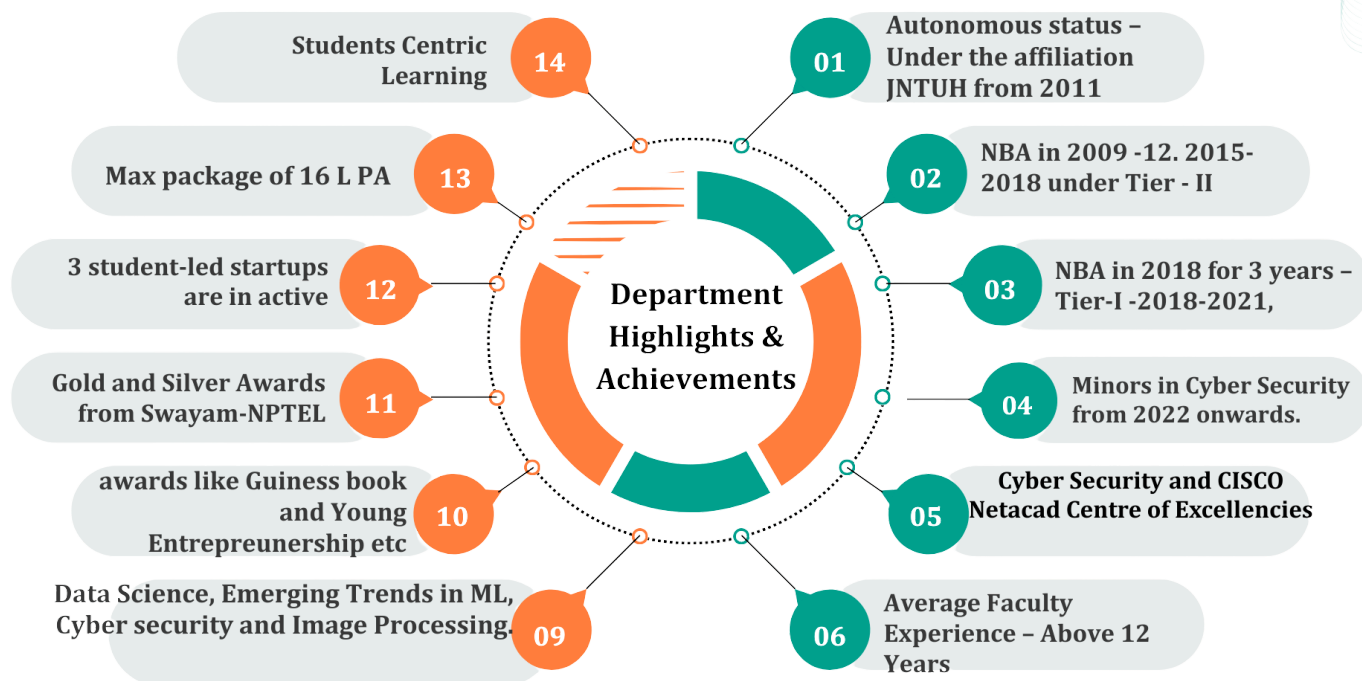 Department
Highlights &
Achievements
01
Autonomous status –
Under the affiliation
JNTUH from 2011
02
NBA in 2009 -12. 2015-
2018 under Tier - II
03
NBA in 2018 for 3 years –
Tier-I -2018-2021,
04
Minors in Cyber Security
from 2022 onwards.
05
Cyber Security and CISCO
Netacad Centre of Excellencies
06
Average Faculty
Experience – Above 12
Years
09
Data Science, Emerging Trends in ML,
Cyber security and Image Processing.
10
awards like Guiness book
and Young
Entrepreunership etc
11
Gold and Silver Awards
from Swayam-NPTEL
12
3 student-led startups
are in active
13
Max package of 16 L PA
14
Students Centric
Learning